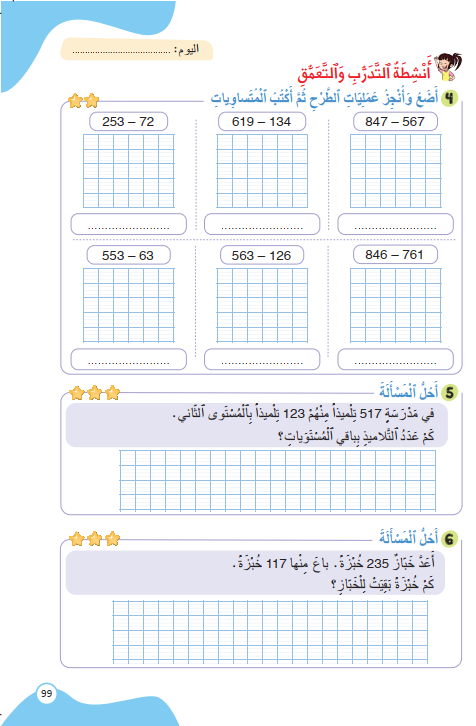 اليوم: ........................................
أَنْشِطَةُ ٱلتَّدَرُّبِ وَٱلتَّعَمُّقِ
4 أَضَعُ وَأُنْجِزُ عَمَلِيّاتِ ٱلطَّرْحِ ثُمَّ أَكْتُبُ ٱلْمُتَساوِياتِ
847 – 567
619 – 134
253 – 72
........................
........................
........................
846 – 761
563 – 126
553 – 63
........................
........................
........................
5 أَحُلُّ ٱلْمَسْأَلَةَ
في مَدْرَسَةٍ 517 تِلْميذاً مِنْهُمْ 123 تِلْميذاً بِٱلْمُسْتَوى ٱلثّاني.
كَمْ عَدَدُ ٱلتَّلاميذِ بِباقي ٱلْمُسْتَوَياتِ؟
6 أَحُلُّ ٱلْمَسْأَلَةَ
أَعَدَّ خَبّازٌ 235 خُبْزَةً. باعَ مِنْها 117 خُبْزَةً.
كَمْ خُبْزَةً بَقِيَتْ لِلْخَبّازِ؟
99